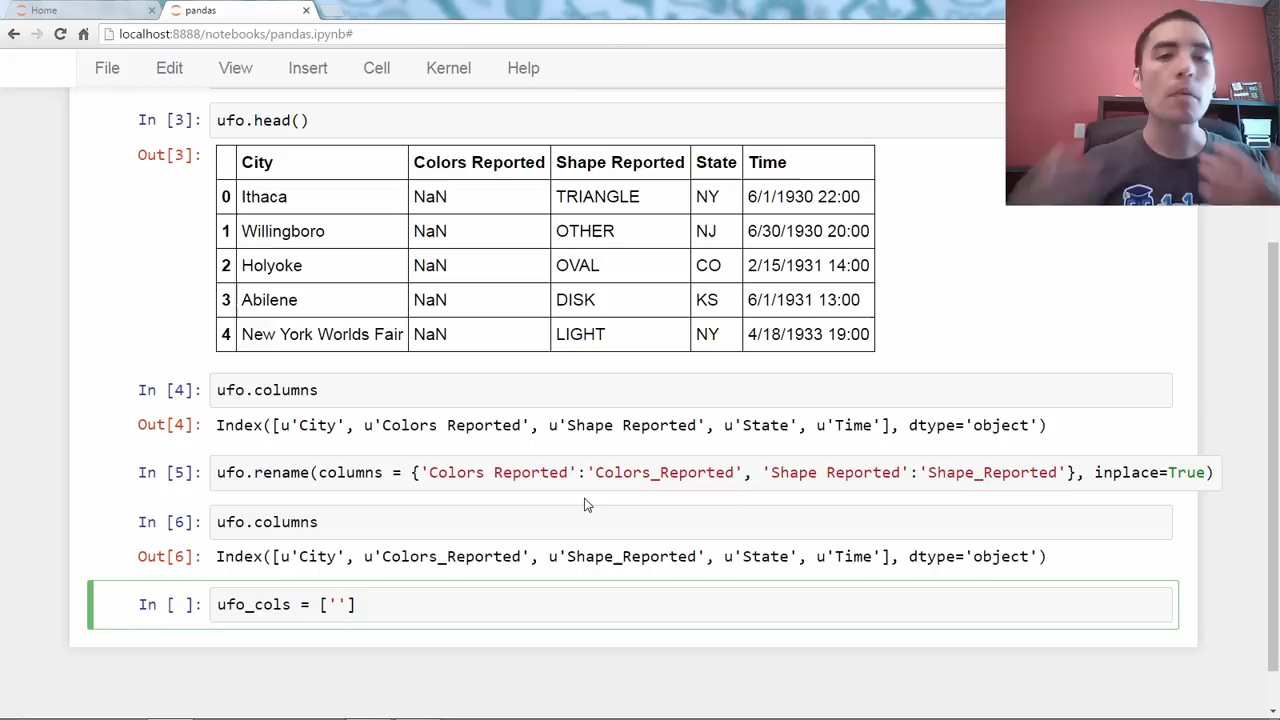 Home
pandas
localhost:8888/notebooks/pandas.ipynb#
File Edit View Insert Cell Kernel Help
In [3]: ufo.head()
Out[3]:
City Colors Reported Shape Reported State Time
0 Ithaca NaN TRIANGLE NY 6/1/1930 22:00
1 Willingboro NaN OTHER NJ 6/30/1930 20:00
2 Holyoke NaN OVAL CO 2/15/1931 14:00
3 Abilene NaN DISK KS 6/1/1931 13:00
4 New York Worlds Fair NaN LIGHT NY 4/18/1933 19:00
In [4]: ufo.columns
Out[4]: Index([u'City', u'Colors Reported', u'Shape Reported', u'State', u'Time'], dtype='object')
In [5]: ufo.rename(columns = {'Colors Reported':'Colors_Reported', 'Shape Reported':'Shape_Reported'}, inplace=True)
In [6]: ufo.columns
Out[6]: Index([u'City', u'Colors_Reported', u'Shape_Reported', u'State', u'Time'], dtype='object')
In [ ]: ufo_cols = ['']